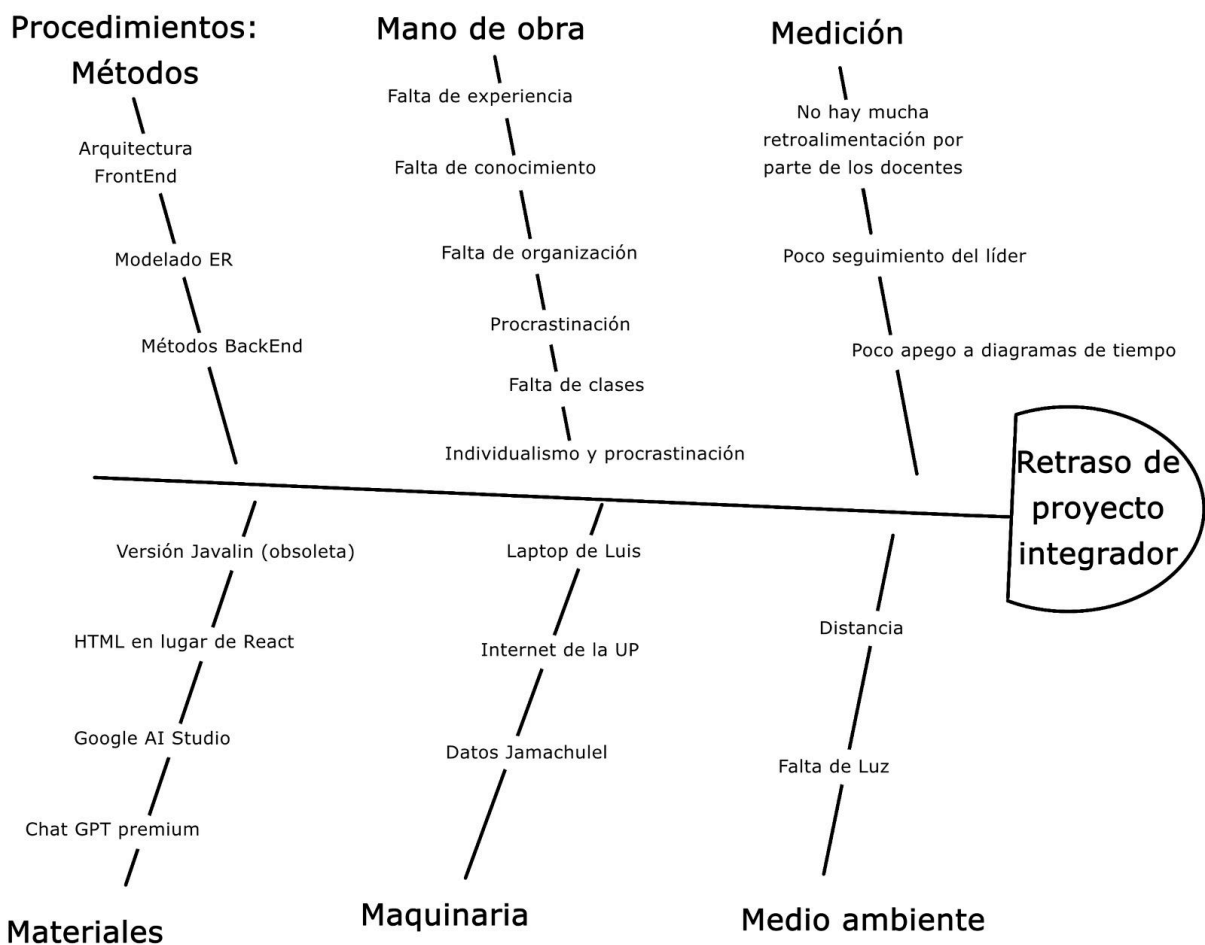 Procedimientos:
Métodos
Arquitectura
FrontEnd
Modelado ER
Métodos BackEnd
Mano de obra
Falta de experiencia
Falta de conocimiento
Falta de organización
Procrastinación
Falta de clases
Individualismo y procrastinación
Medición
No hay mucha
retroalimentación por
parte de los docentes
Poco seguimiento del líder
Poco apego a diagramas de tiempo
Retraso de
proyecto
integrador
Versión Javalin (obsoleta)
HTML en lugar de React
Google AI Studio
Chat GPT premium
Materiales
Laptop de Luis
Internet de la UP
Datos Jamachulel
Maquinaria
Distancia
Falta de Luz
Medio ambiente